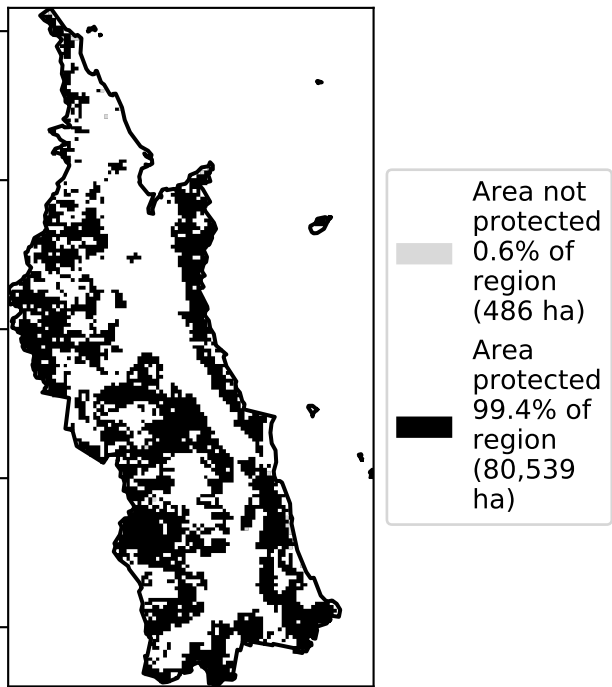 Area not
protected
0.6% of
region
(486 ha)
Area
protected
99.4% of
region
(80,539
ha)